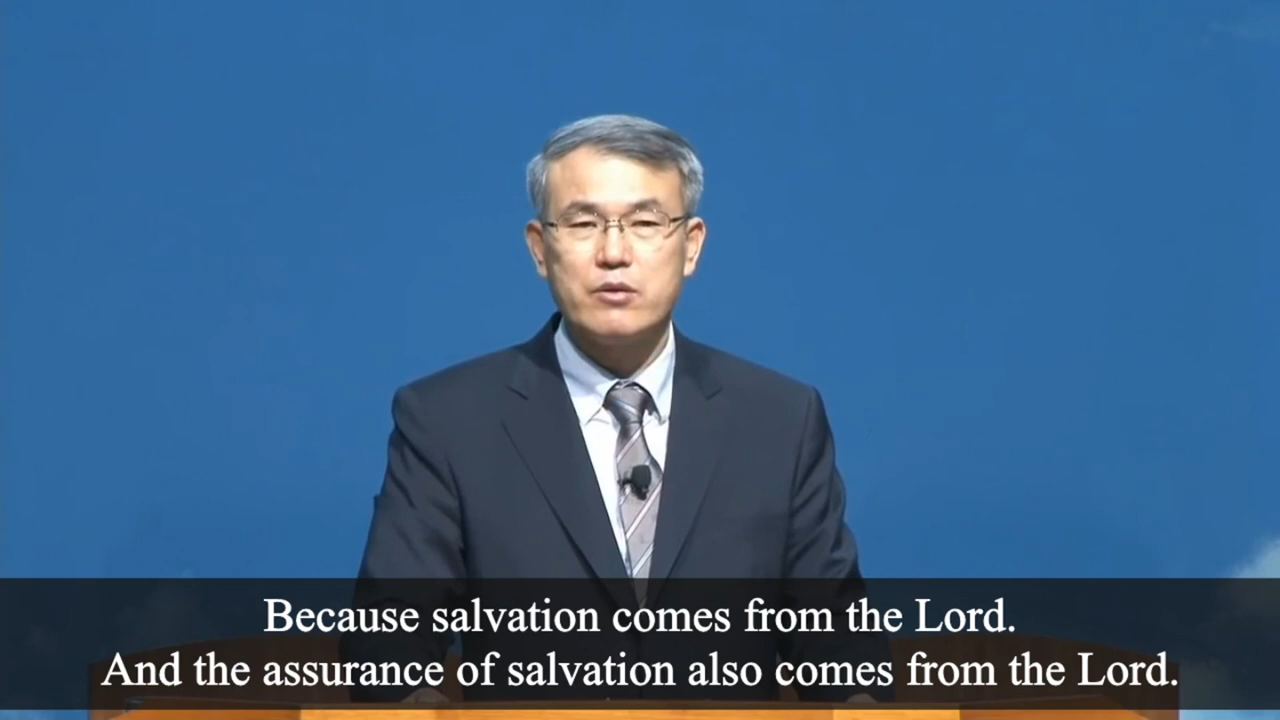 Because salvation comes from the Lord.
And the assurance of salvation also comes from the Lord.